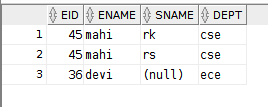 EID ENAME SNAME DEPT
1 45 mahi rk cse
2 45 mahi rs cse
3 36 devi (null) ece